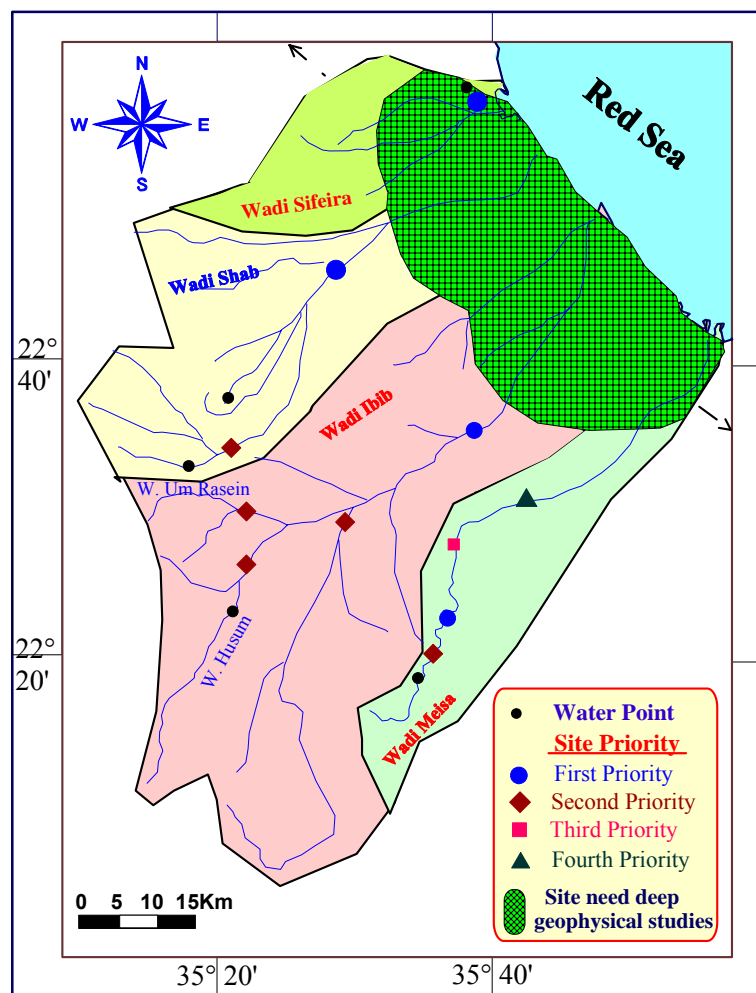 35° 20'
35° 40'
N
W E
S
Red Sea
Wadi Sifeira
Wadi Shab
22°
40'
Wadi Ibib
W. Um Rasein
W. Husum
22°
20'
Wadi Meisa
Water Point
Site Priority
First Priority
Second Priority
Third Priority
Fourth Priority
Site need deep
geophysical studies
0 5 10 15Km